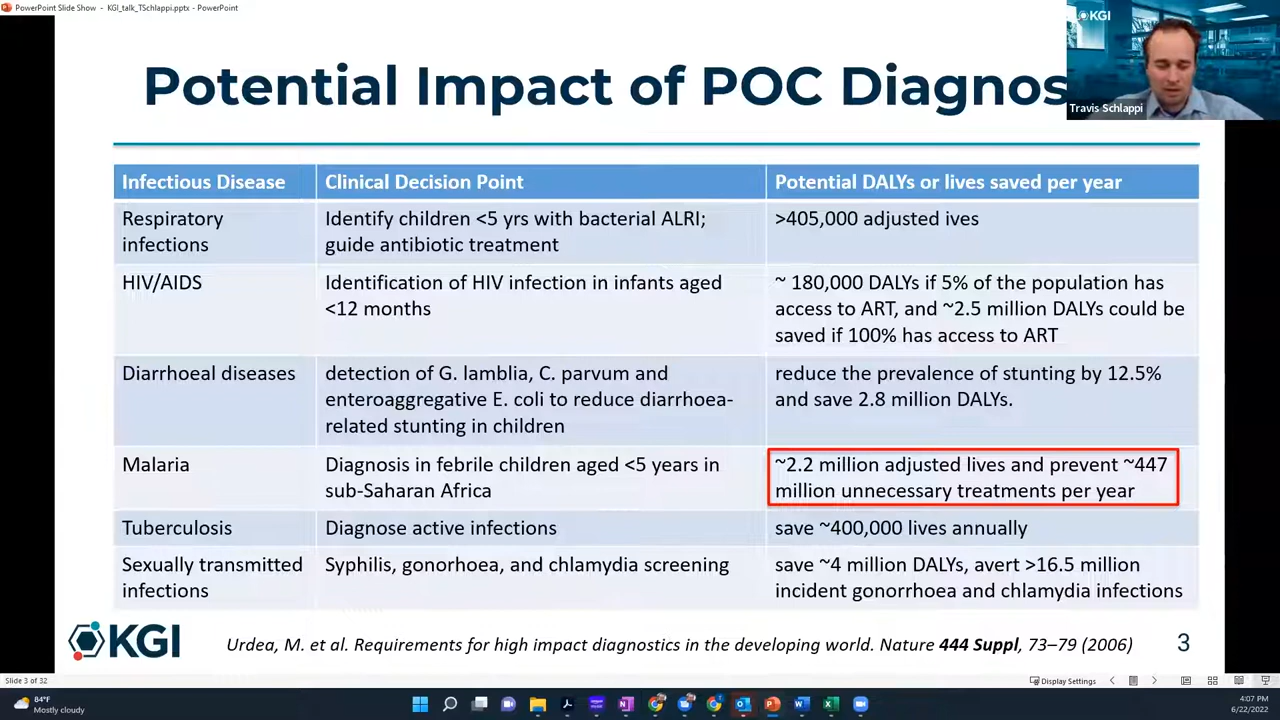 PowerPoint Slide Show - KGI_talk_TSchlappi.pptx - PowerPoint
KGI
Travis Schlappi
Potential Impact of POC Diagnos
Infectious Disease
Clinical Decision Point
Potential DALYs or lives saved per year
Respiratory
infections
Identify children <5 yrs with bacterial ALRI;
guide antibiotic treatment
>405,000 adjusted ives
HIV/AIDS
Identification of HIV infection in infants aged
<12 months
~ 180,000 DALYs if 5% of the population has
access to ART, and ~2.5 million DALYs could be
saved if 100% has access to ART
Diarrhoeal diseases
detection of G. lamblia, C. parvum and
enteroaggregative E. coli to reduce diarrhoea-
related stunting in children
reduce the prevalence of stunting by 12.5%
and save 2.8 million DALYs.
Malaria
Diagnosis in febrile children aged <5 years in
sub-Saharan Africa
~2.2 million adjusted lives and prevent ~447
million unnecessary treatments per year
Tuberculosis
Diagnose active infections
save ~400,000 lives annually
Sexually transmitted
infections
Syphilis, gonorhoea, and chlamydia screening
save ~4 million DALYs, avert >16.5 million
incident gonorrhoea and chlamydia infections
KGI
Urdea, M. et al. Requirements for high impact diagnostics in the developing world. Nature 444 Suppl, 73–79 (2006)
3
Slide 3 of 32
Display Settings
84°F
Mostly cloudy
4:07 PM
6/22/2022